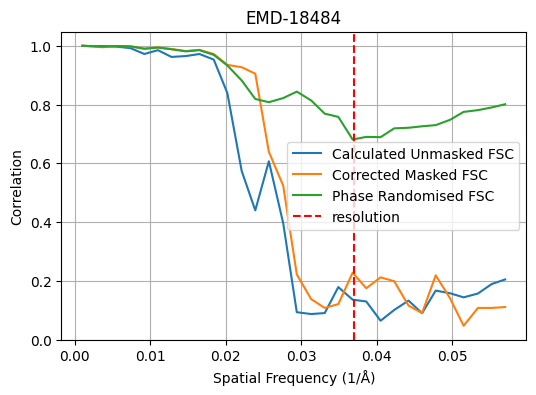 EMD-18484
1.0
0.8
0.6
0.4
0.2
0.0
Correlation
Calculated Unmasked FSC
Corrected Masked FSC
Phase Randomised FSC
resolution
0.00 0.01 0.02 0.03 0.04 0.05
Spatial Frequency (1/Å)